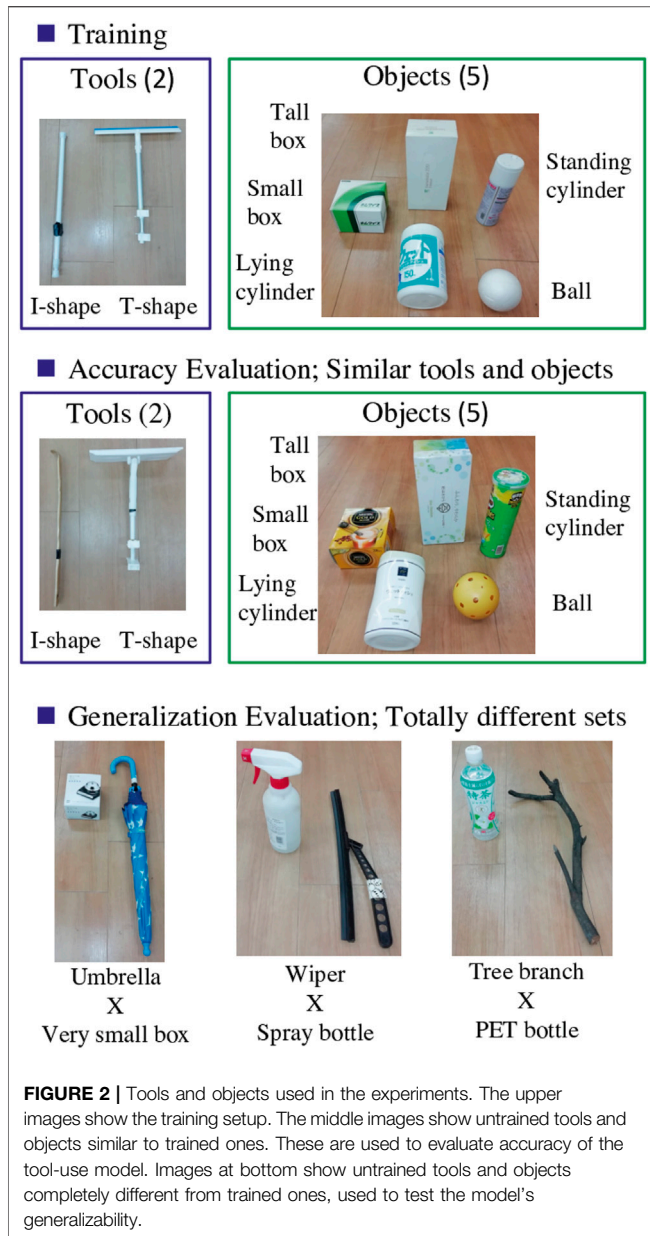 ■ Training
Tools (2)
I-shape T-shape
Objects (5)
Tall
box
Small
box
Lying
cylinder
Standing
cylinder
Ball
■ Accuracy Evaluation; Similar tools and objects
Tools (2)
I-shape T-shape
Objects (5)
Tall
box
Small
box
Lying
cylinder
Standing
cylinder
Ball
■ Generalization Evaluation; Totally different sets
Umbrella
X
Very small box
Wiper
X
Spray bottle
Tree branch
X
PET bottle
FIGURE 2 | Tools and objects used in the experiments. The upper
images show the training setup. The middle images show untrained tools and
objects similar to trained ones. These are used to evaluate accuracy of the
tool-use model. Images at bottom show untrained tools and objects
completely different from trained ones, used to test the model’s
generalizability.